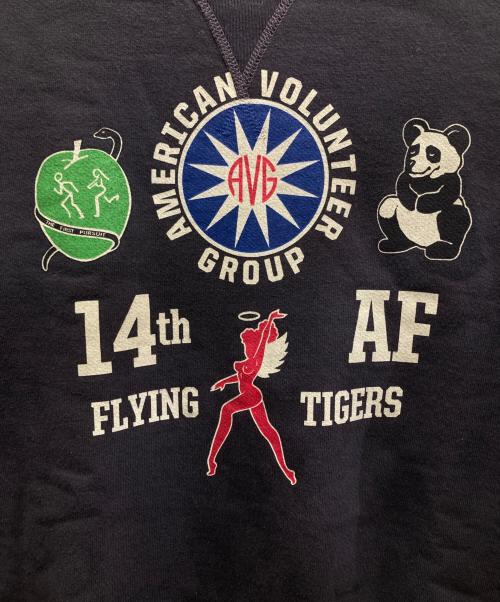 AMERICAN VOLUNTEER
GROUP
AVG
THE FIRST PURSUIT
14th AF
FLYING TIGERS